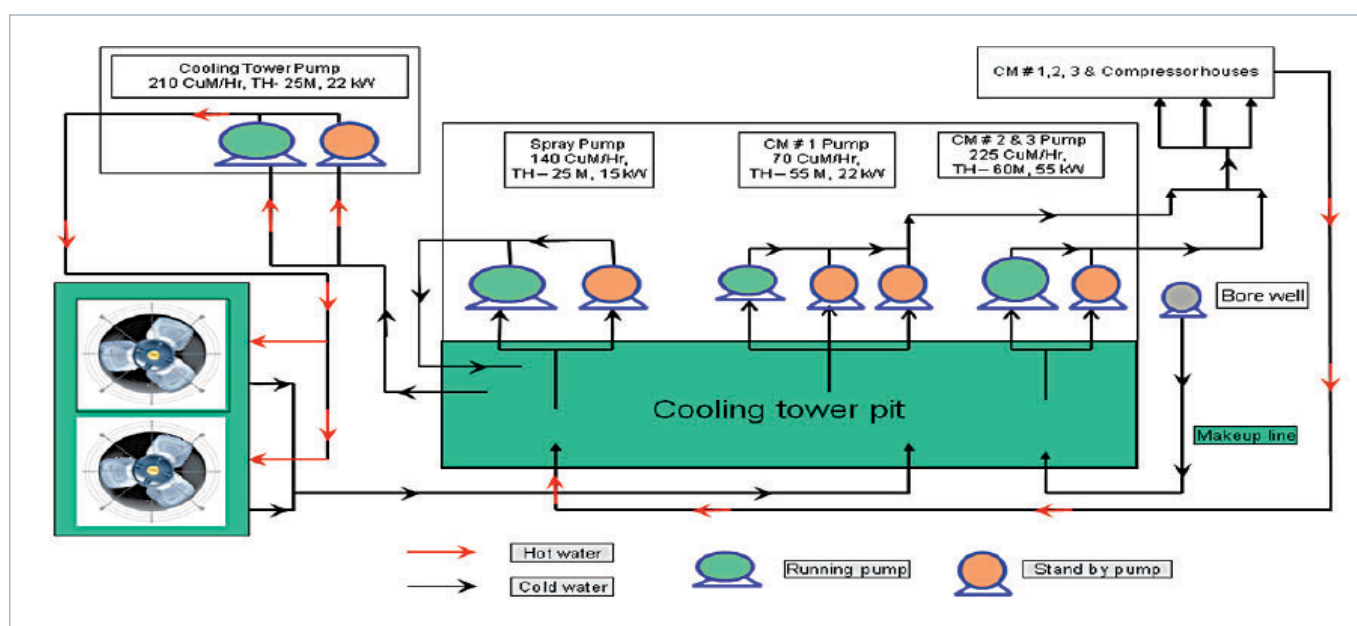 Cooling Tower Pump
210 CuM/Hr, TH- 25M, 22 kW
CM # 1,2, 3 & Compressor houses
Spray Pump
140 CuM/Hr,
TH – 25 M, 15 kW
CM # 1 Pump
70 CuM/Hr,
TH – 55 M, 22 kW
CM # 2 & 3 Pump
225 CuM/Hr,
TH – 60M, 55 kW
Bore well
Cooling tower pit
Makeup line
Hot water
Cold water
Running pump
Stand by pump